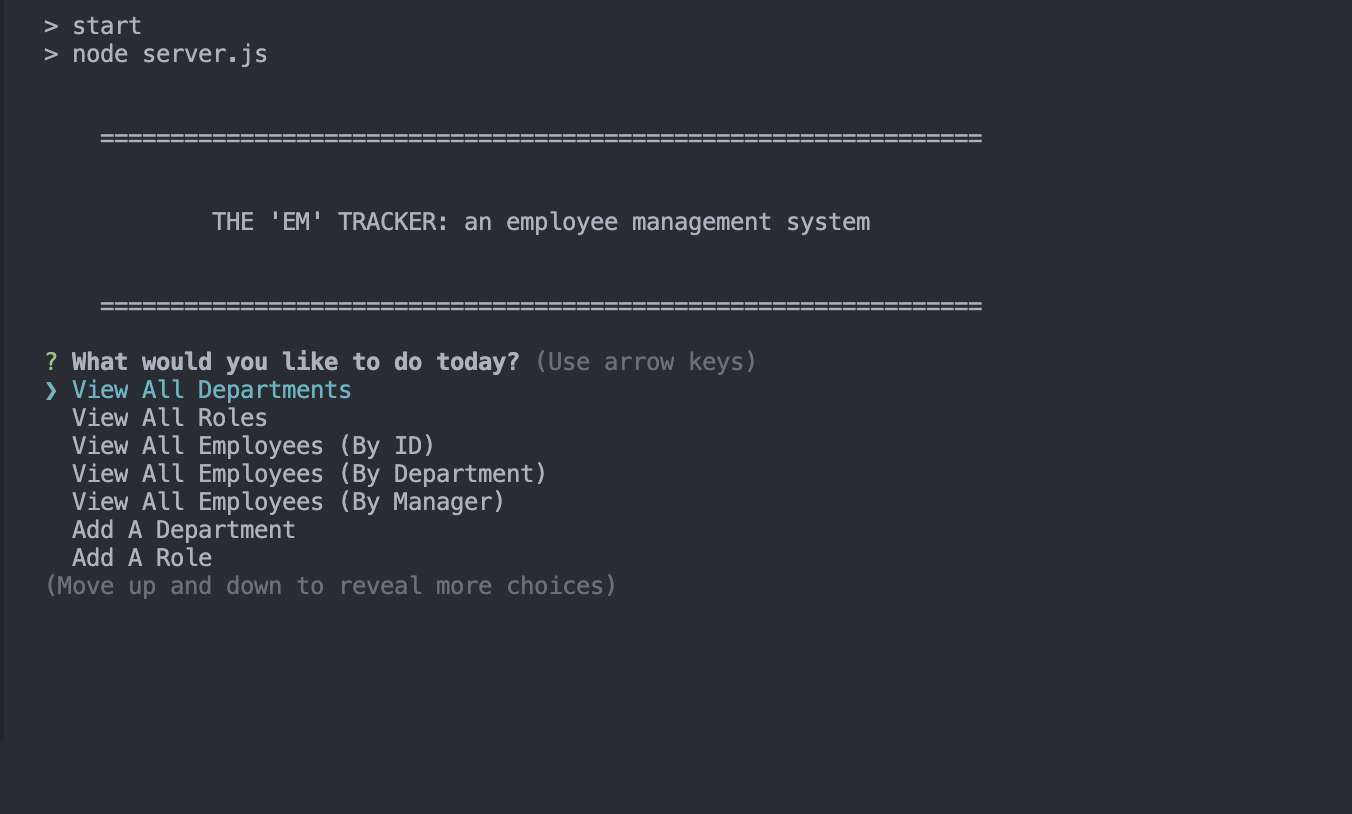 > start
> node server.js
===============================================================
THE 'EM' TRACKER: an employee management system
===============================================================
? What would you like to do today? (Use arrow keys)
❯ View All Departments
View All Roles
View All Employees (By ID)
View All Employees (By Department)
View All Employees (By Manager)
Add A Department
Add A Role
(Move up and down to reveal more choices)